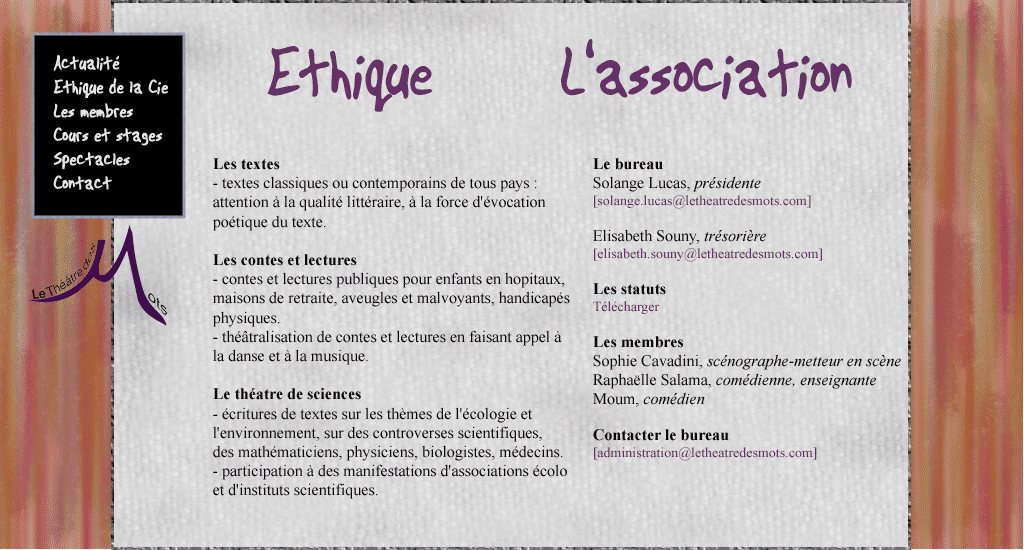 Actualité
Ethique de la Cie
Les membres
Cours et stages
Spectacles
Contact
Le Théâtre des Mots
Ethique
Les textes
- textes classiques ou contemporains de tous pays :
attention à la qualité littéraire, à la force d'évocation
poétique du texte.
Les contes et lectures
- contes et lectures publiques pour enfants en hopitaux,
maisons de retraite, aveugles et malvoyants, handicapés
physiques.
- théâtralisation de contes et lectures en faisant appel à
la danse et à la musique.
Le théatre de sciences
- écritures de textes sur les thèmes de l'écologie et
l'environnement, sur des controverses scientifiques,
des mathématiciens, physiciens, biologistes, médecins.
- participation à des manifestations d'associations écolo
et d'instituts scientifiques.
L'association
Le bureau
Solange Lucas, présidente
[solange.lucas@letheatredesmots.com]
Elisabeth Souny, trésorière
[elisabeth.souny@letheatredesmots.com]
Les statuts
Télécharger
Les membres
Sophie Cavadini, scénographe-metteur en scène
Raphaëlle Salama, comédienne, enseignante
Moum, comédien
Contacter le bureau
[administration@letheatredesmots.com]